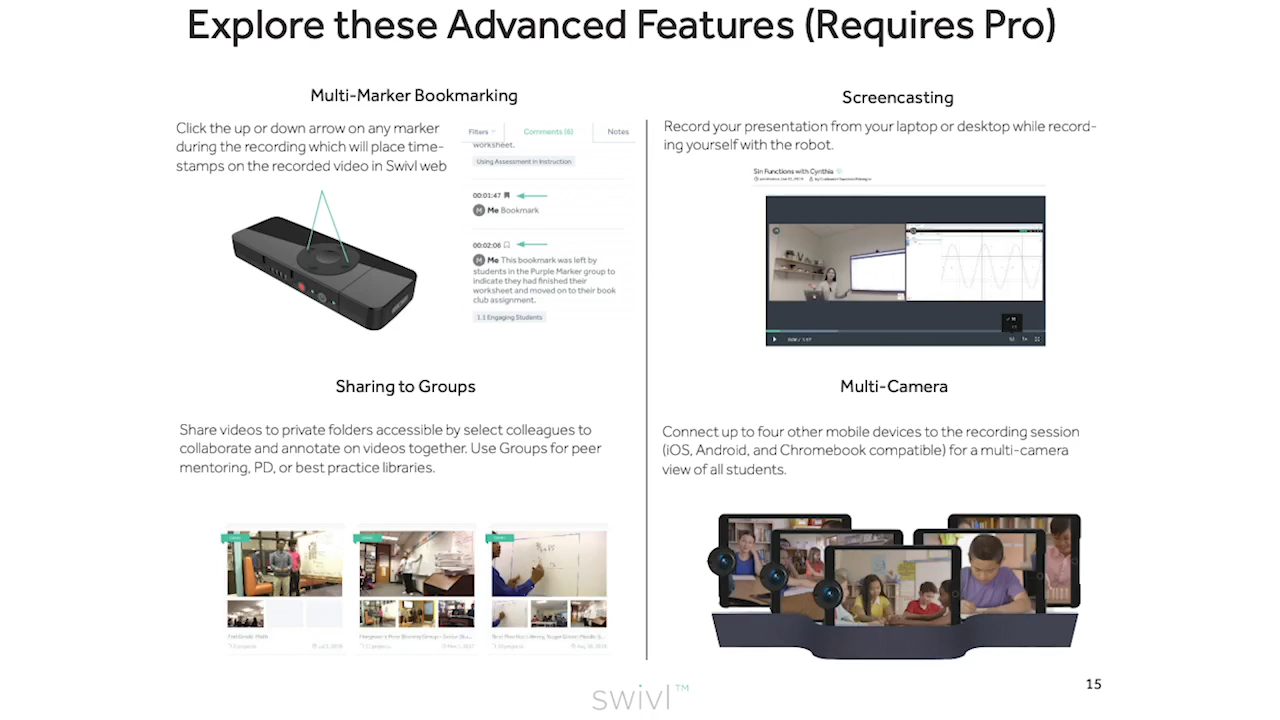 Explore these Advanced Features (Requires Pro)
Multi-Marker Bookmarking
Click the up or down arrow on any marker
during the recording which will place time-
stamps on the recorded video in Swivl web
Filters
Comments (6)
Notes
worksheet.
Using Assessment in Instruction
00:01:47
M Me Bookmark
00:02:06
M Me This bookmark was left by
students in the Purple Marker group to
indicate they had finished their
worksheet and moved on to their book
club assignment.
1.1 Engaging Students
Screencasting
Record your presentation from your laptop or desktop while record-
ing yourself with the robot.
Sin Functions with Cynthia
Sharing to Groups
Share videos to private folders accessible by select colleagues to
collaborate and annotate on videos together. Use Groups for peer
mentoring, PD, or best practice libraries.
Multi-Camera
Connect up to four other mobile devices to the recording session
(iOS, Android, and Chromebook compatible) for a multi-camera
view of all students.
swivl™
15